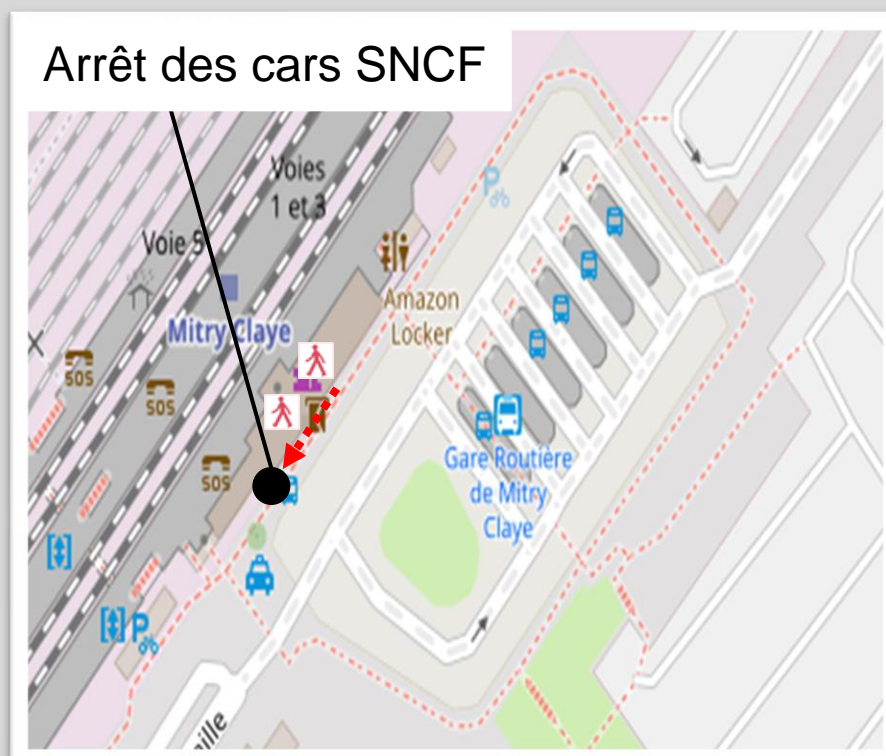 Arrêt des cars SNCF
Voies
1 et 3
Voie 5
Amazon
Locker
Mitry Claye
SOS
SOS
SOS
Gare Routière
de Mitry
Claye
P
P
ille